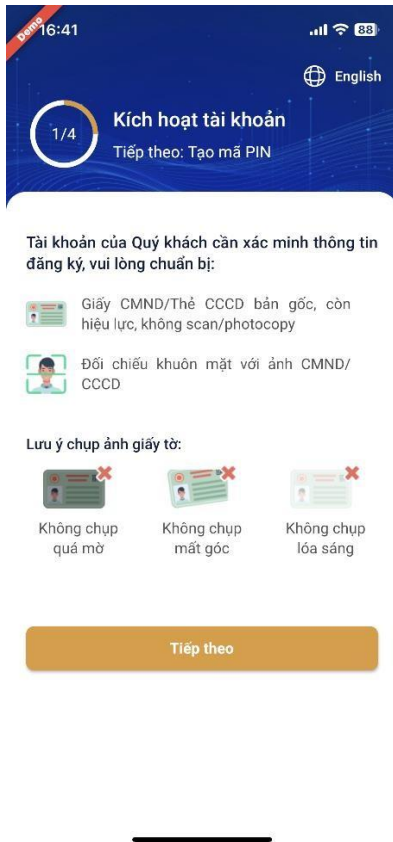 Demo
16:41
88
English
1/4
Kích hoạt tài khoản
Tiếp theo: Tạo mã PIN
Tài khoản của Quý khách cần xác minh thông tin
đăng ký, vui lòng chuẩn bị:
Giấy CMND/Thẻ CCCD bản gốc, còn
hiệu lực, không scan/photocopy
Đối chiếu khuôn mặt với ảnh CMND/
CCCD
Lưu ý chụp ảnh giấy tờ:
Không chụp
quá mờ
Không chụp
mất góc
Không chụp
lóa sáng
Tiếp theo